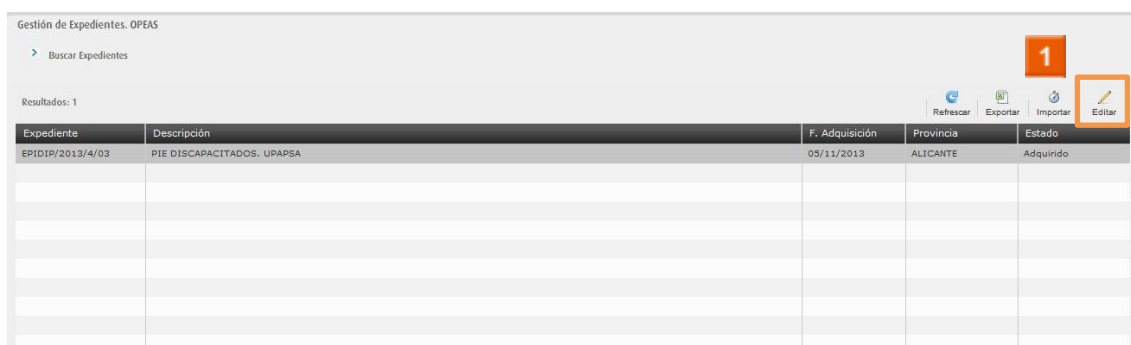 Gestión de Expedientes. OPEAS
Buscar Expedientes
1
Resultados: 1
Refrescar Exportar Importar Editar
Expediente Descripción F. Adquisición Provincia Estado
EPIDIP/2013/4/03 PIE DISCAPACITADOS. UPAPSA 05/11/2013 ALICANTE Adquirido